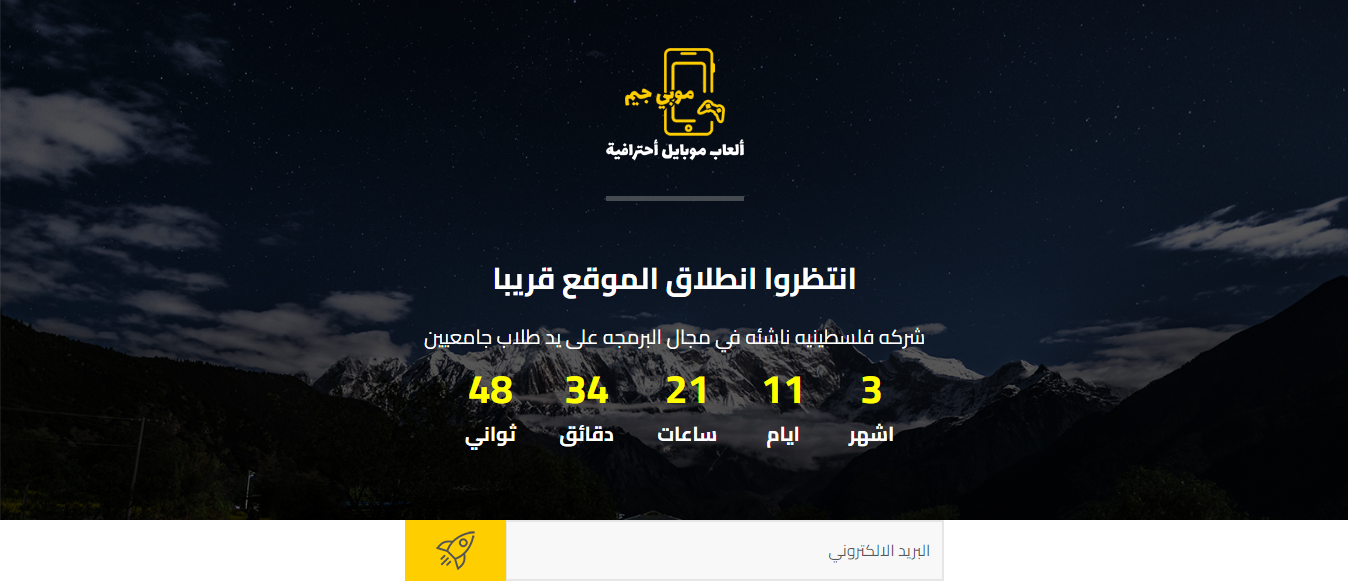 موبي جيم
ألعاب موبايل أحترافية
انتظروا انطلاق الموقع قريبا
شركه فلسطينيه ناشئه في مجال البرمجه على يد طلاب جامعيين
3 11 21 34 48
اشهر ايام ساعات دقائق ثواني
البريد الالكتروني